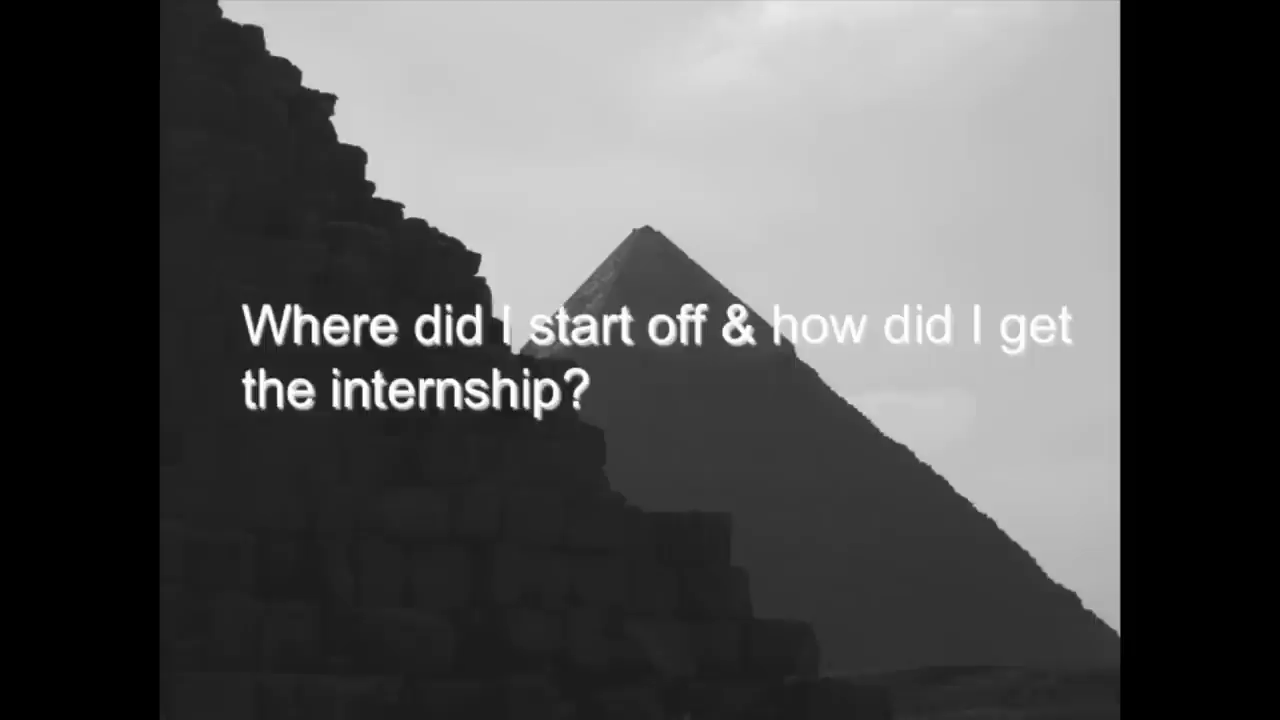 Where did I start off & how did I get
the internship?